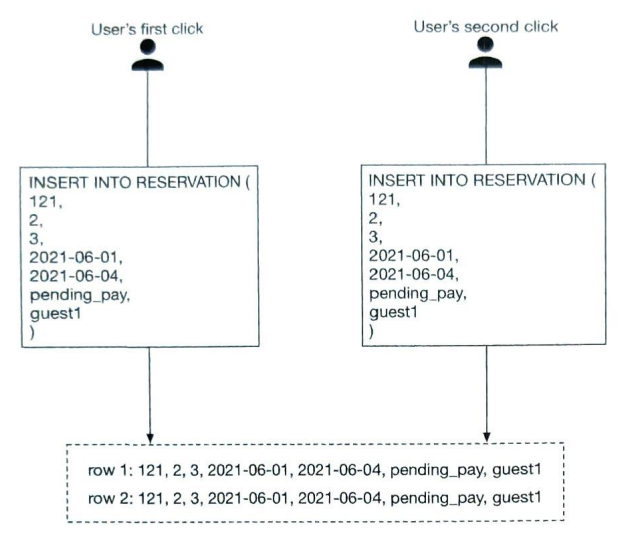 User's first click
User's second click
INSERT INTO RESERVATION (
121,
2,
3,
2021-06-01,
2021-06-04,
pending_pay,
guest1
)
INSERT INTO RESERVATION (
121,
2,
3,
2021-06-01,
2021-06-04,
pending_pay,
guest1
)
row 1: 121, 2, 3, 2021-06-01, 2021-06-04, pending_pay, guest1
row 2: 121, 2, 3, 2021-06-01, 2021-06-04, pending_pay, guest1